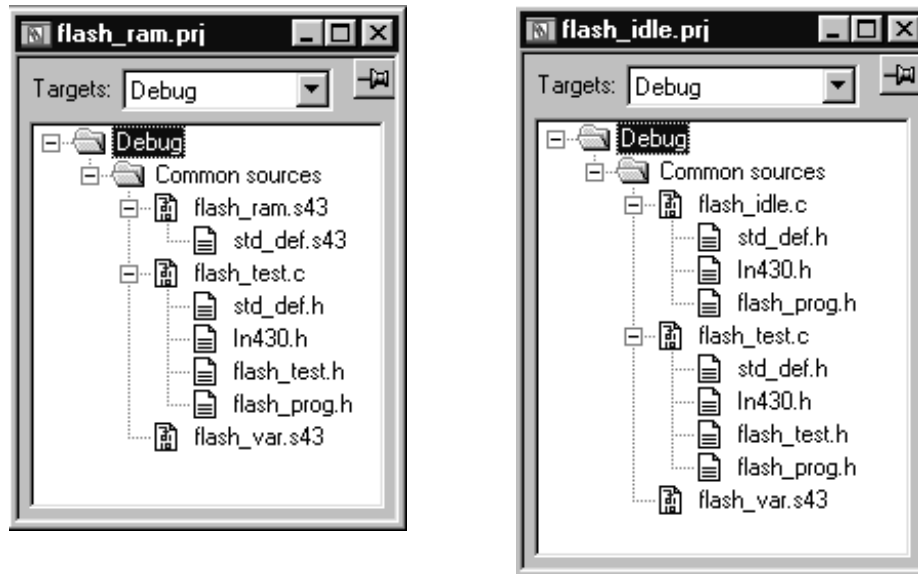 flash_ram.prj
Targets: Debug
Debug
Common sources
flash_ram.s43
std_def.s43
flash_test.c
std_def.h
In430.h
flash_test.h
flash_prog.h
flash_var.s43
flash_idle.prj
Targets: Debug
Debug
Common sources
flash_idle.c
std_def.h
In430.h
flash_prog.h
flash_test.c
std_def.h
In430.h
flash_test.h
flash_prog.h
flash_var.s43